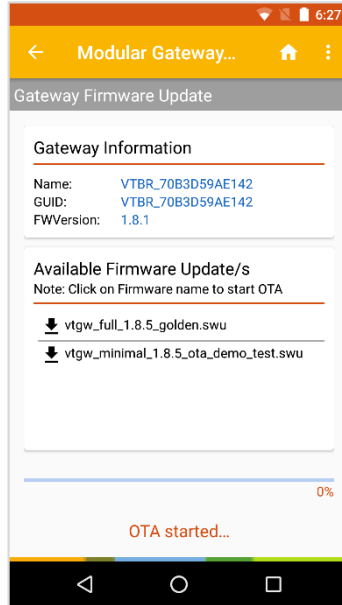 6:27
Modular Gateway...
Gateway Firmware Update
Gateway Information
Name: VTBR_70B3D59AE142
GUID: VTBR_70B3D59AE142
FWVersion: 1.8.1
Available Firmware Update/s
Note: Click on Firmware name to start OTA
vtgw_full_1.8.5_golden.swu
vtgw_minimal_1.8.5_ota_demo_test.swu
0%
OTA started...